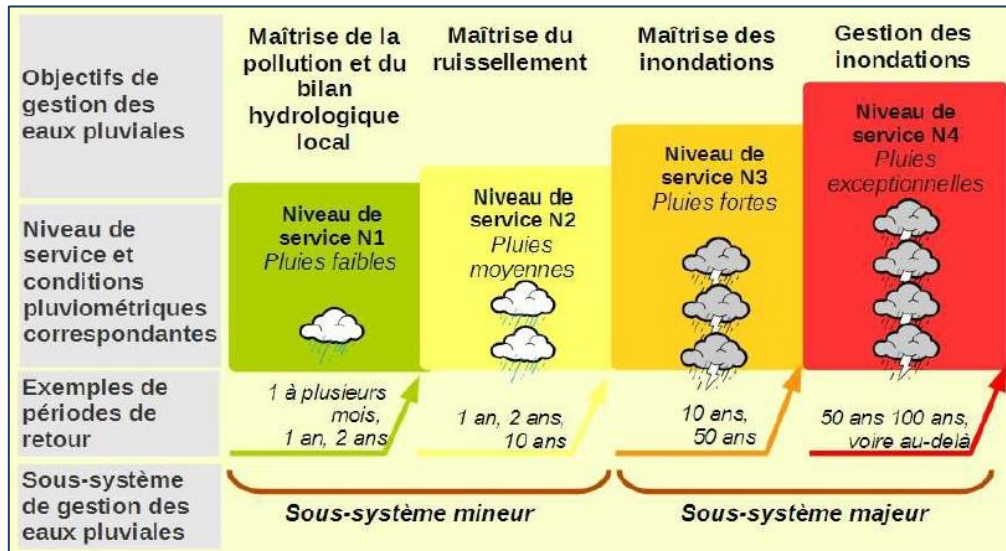 Objectifs de
gestion des
eaux pluviales
Maîtrise de la
pollution et du
bilan
hydrologique
local
Maîtrise du
ruissellement
Maîtrise des
inondations
Gestion des
inondations
Niveau de
service et
conditions
pluviométriques
correspondantes
Niveau de
service N1
Pluies faibles
Niveau de
service N2
Pluies
moyennes
Niveau de
service N3
Pluies fortes
Niveau de
service N4
Pluies
exceptionnelles
Exemples de
périodes de
retour
1 à plusieurs
mois,
1 an, 2 ans
1 an, 2 ans,
10 ans
10 ans,
50 ans
50 ans 100 ans,
voire au-delà
Sous-système
de gestion des
eaux pluviales
Sous-système mineur
Sous-système majeur